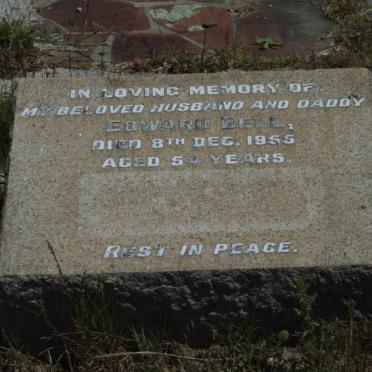 IN LOVING MEMORY OF
MY BELOVED HUSBAND AND DADDY
EDWARD BELL,
DIED 8TH DEC. 1955
AGED 54 YEARS.
REST IN PEACE.